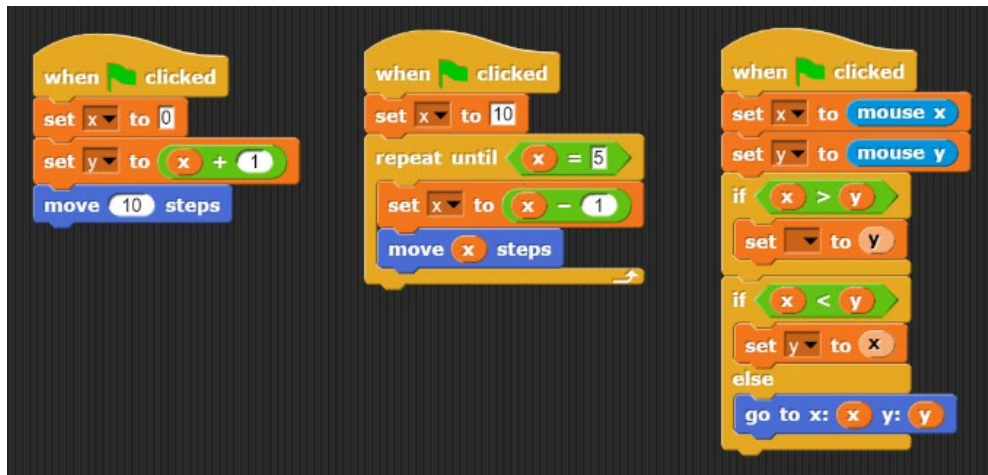 when clicked
set x to 0
set y to x + 1
move 10 steps
when clicked
set x to 10
repeat until x = 5
set x to x - 1
move x steps
when clicked
set x to mouse x
set y to mouse y
if x > y
set to y
if x < y
set y to x
else
go to x: x y: y